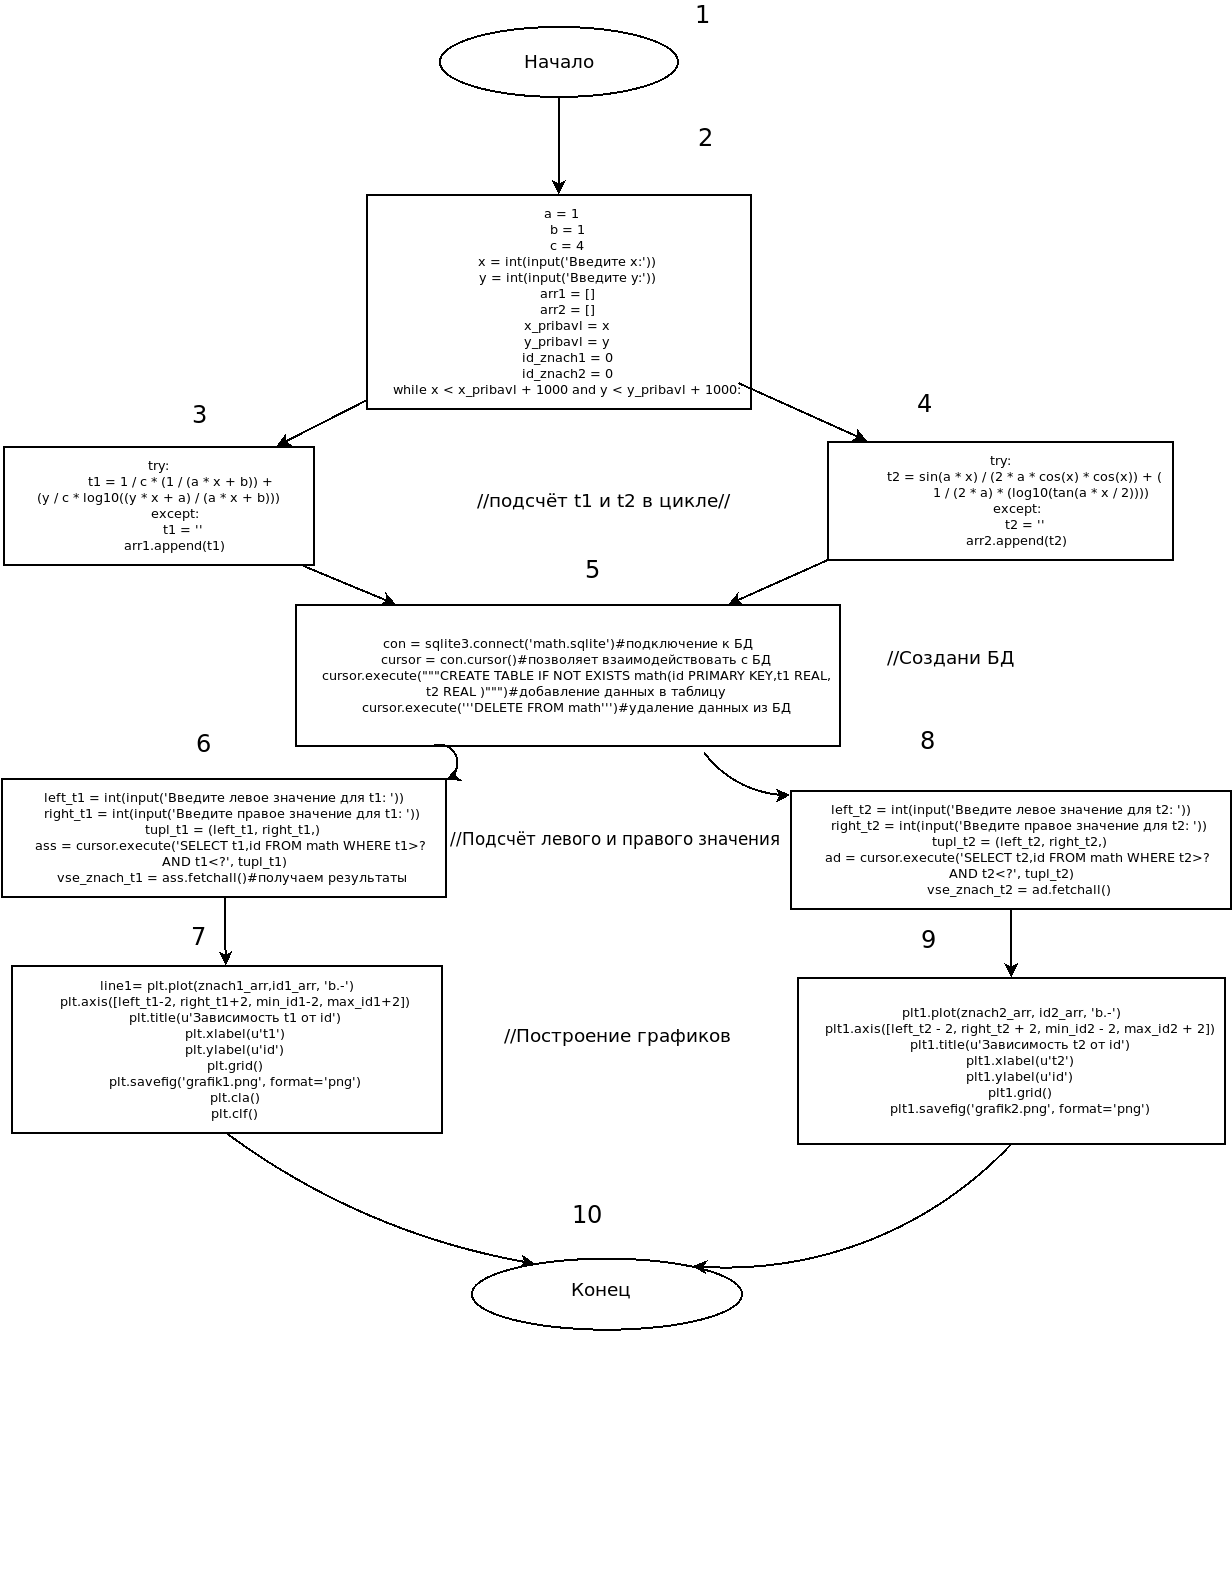 1
Начало
2
a = 1
b = 1
c = 4
x = int(input('Введите x:'))
y = int(input('Введите y:'))
arr1 = []
arr2 = []
x_pribavl = x
y_pribavl = y
id_znach1 = 0
id_znach2 = 0
while x < x_pribavl + 1000 and y < y_pribavl + 1000:
3
4
try:
t1 = 1 / c * (1 / (a * x + b)) +
(y / c * log10((y * x + a) / (a * x + b)))
except:
t1 = ''
arr1.append(t1)
//подсчёт t1 и t2 в цикле//
try:
t2 = sin(a * x) / (2 * a * cos(x) * cos(x)) + (
1 / (2 * a) * (log10(tan(a * x / 2))))
except:
t2 = ''
arr2.append(t2)
5
con = sqlite3.connect('math.sqlite')#подключение к БД
cursor = con.cursor()#позволяет взаимодействовать с БД
cursor.execute("""CREATE TABLE IF NOT EXISTS math(id PRIMARY KEY,t1 REAL,
t2 REAL )""")#добавление данных в таблицу
cursor.execute('''DELETE FROM math''')#удаление данных из БД
//Создани БД
6
8
left_t1 = int(input('Введите левое значение для t1: '))
right_t1 = int(input('Введите правое значение для t1: '))
tupl_t1 = (left_t1, right_t1,)
ass = cursor.execute('SELECT t1,id FROM math WHERE t1>?
AND t1<?', tupl_t1)
vse_znach_t1 = ass.fetchall()#получаем результаты
//Подсчёт левого и правого значения
left_t2 = int(input('Введите левое значение для t2: '))
right_t2 = int(input('Введите правое значение для t2: '))
tupl_t2 = (left_t2, right_t2,)
ad = cursor.execute('SELECT t2,id FROM math WHERE t2>?
AND t2<?', tupl_t2)
vse_znach_t2 = ad.fetchall()
7
9
line1= plt.plot(znach1_arr,id1_arr, 'b.-')
plt.axis([left_t1-2, right_t1+2, min_id1-2, max_id1+2])
plt.title(u'Зависимость t1 от id')
plt.xlabel(u't1')
plt.ylabel(u'id')
plt.grid()
plt.savefig('grafik1.png', format='png')
plt.cla()
plt.clf()
//Построение графиков
plt1.plot(znach2_arr, id2_arr, 'b.-')
plt1.axis([left_t2 - 2, right_t2 + 2, min_id2 - 2, max_id2 + 2])
plt1.title(u'Зависимость t2 от id')
plt1.xlabel(u't2')
plt1.ylabel(u'id')
plt1.grid()
plt1.savefig('grafik2.png', format='png')
10
Конец